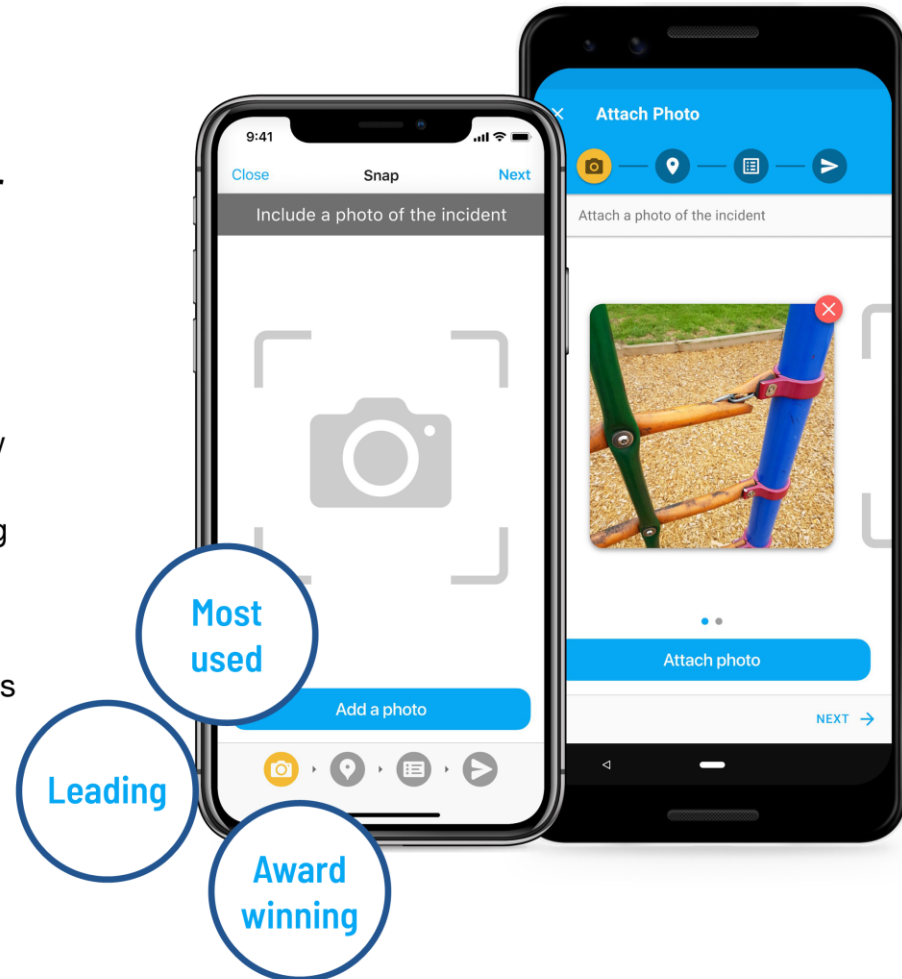 Attach Photo
Attach a photo of the incident
Attach photo
NEXT
9:41
Close Snap Next
Include a photo of the incident
Add a photo
Most
used
Leading
Award
winning
g
s